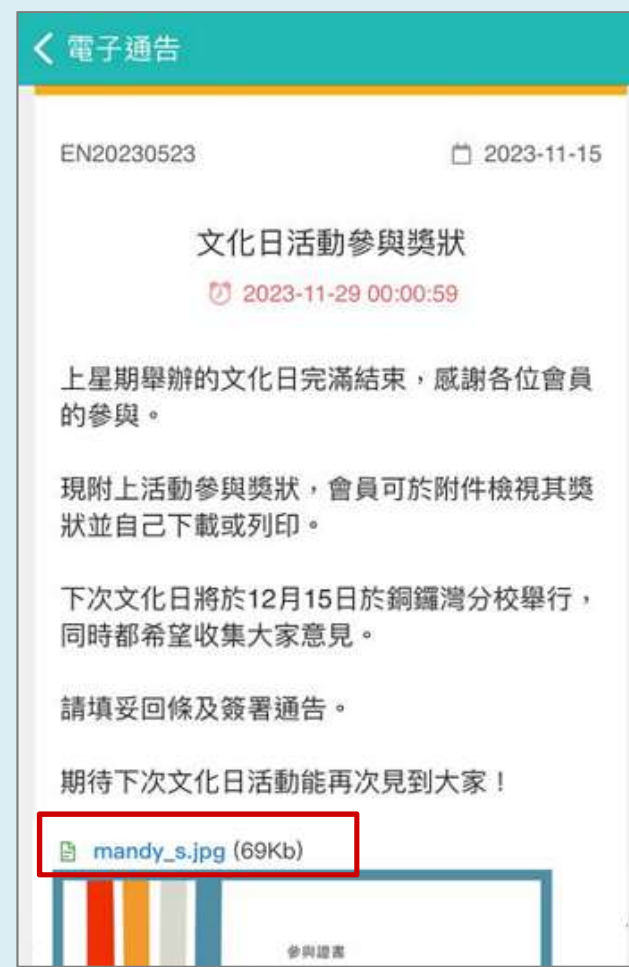 電子通告
EN20230523
2023-11-15
文化日活動參與獎狀
2023-11-29 00:00:59
上星期舉辦的文化日完滿結束，感謝各位會員
的參與。
現附上活動參與獎狀，會員可於附件檢視其獎
狀並自己下載或列印。
下次文化日將於12月15日於銅鑼灣分校舉行，
同時都希望收集大家意見。
請填妥回條及簽署通告。
期待下次文化日活動能再次見到大家！
mandy_s.jpg (69Kb)
參與證書